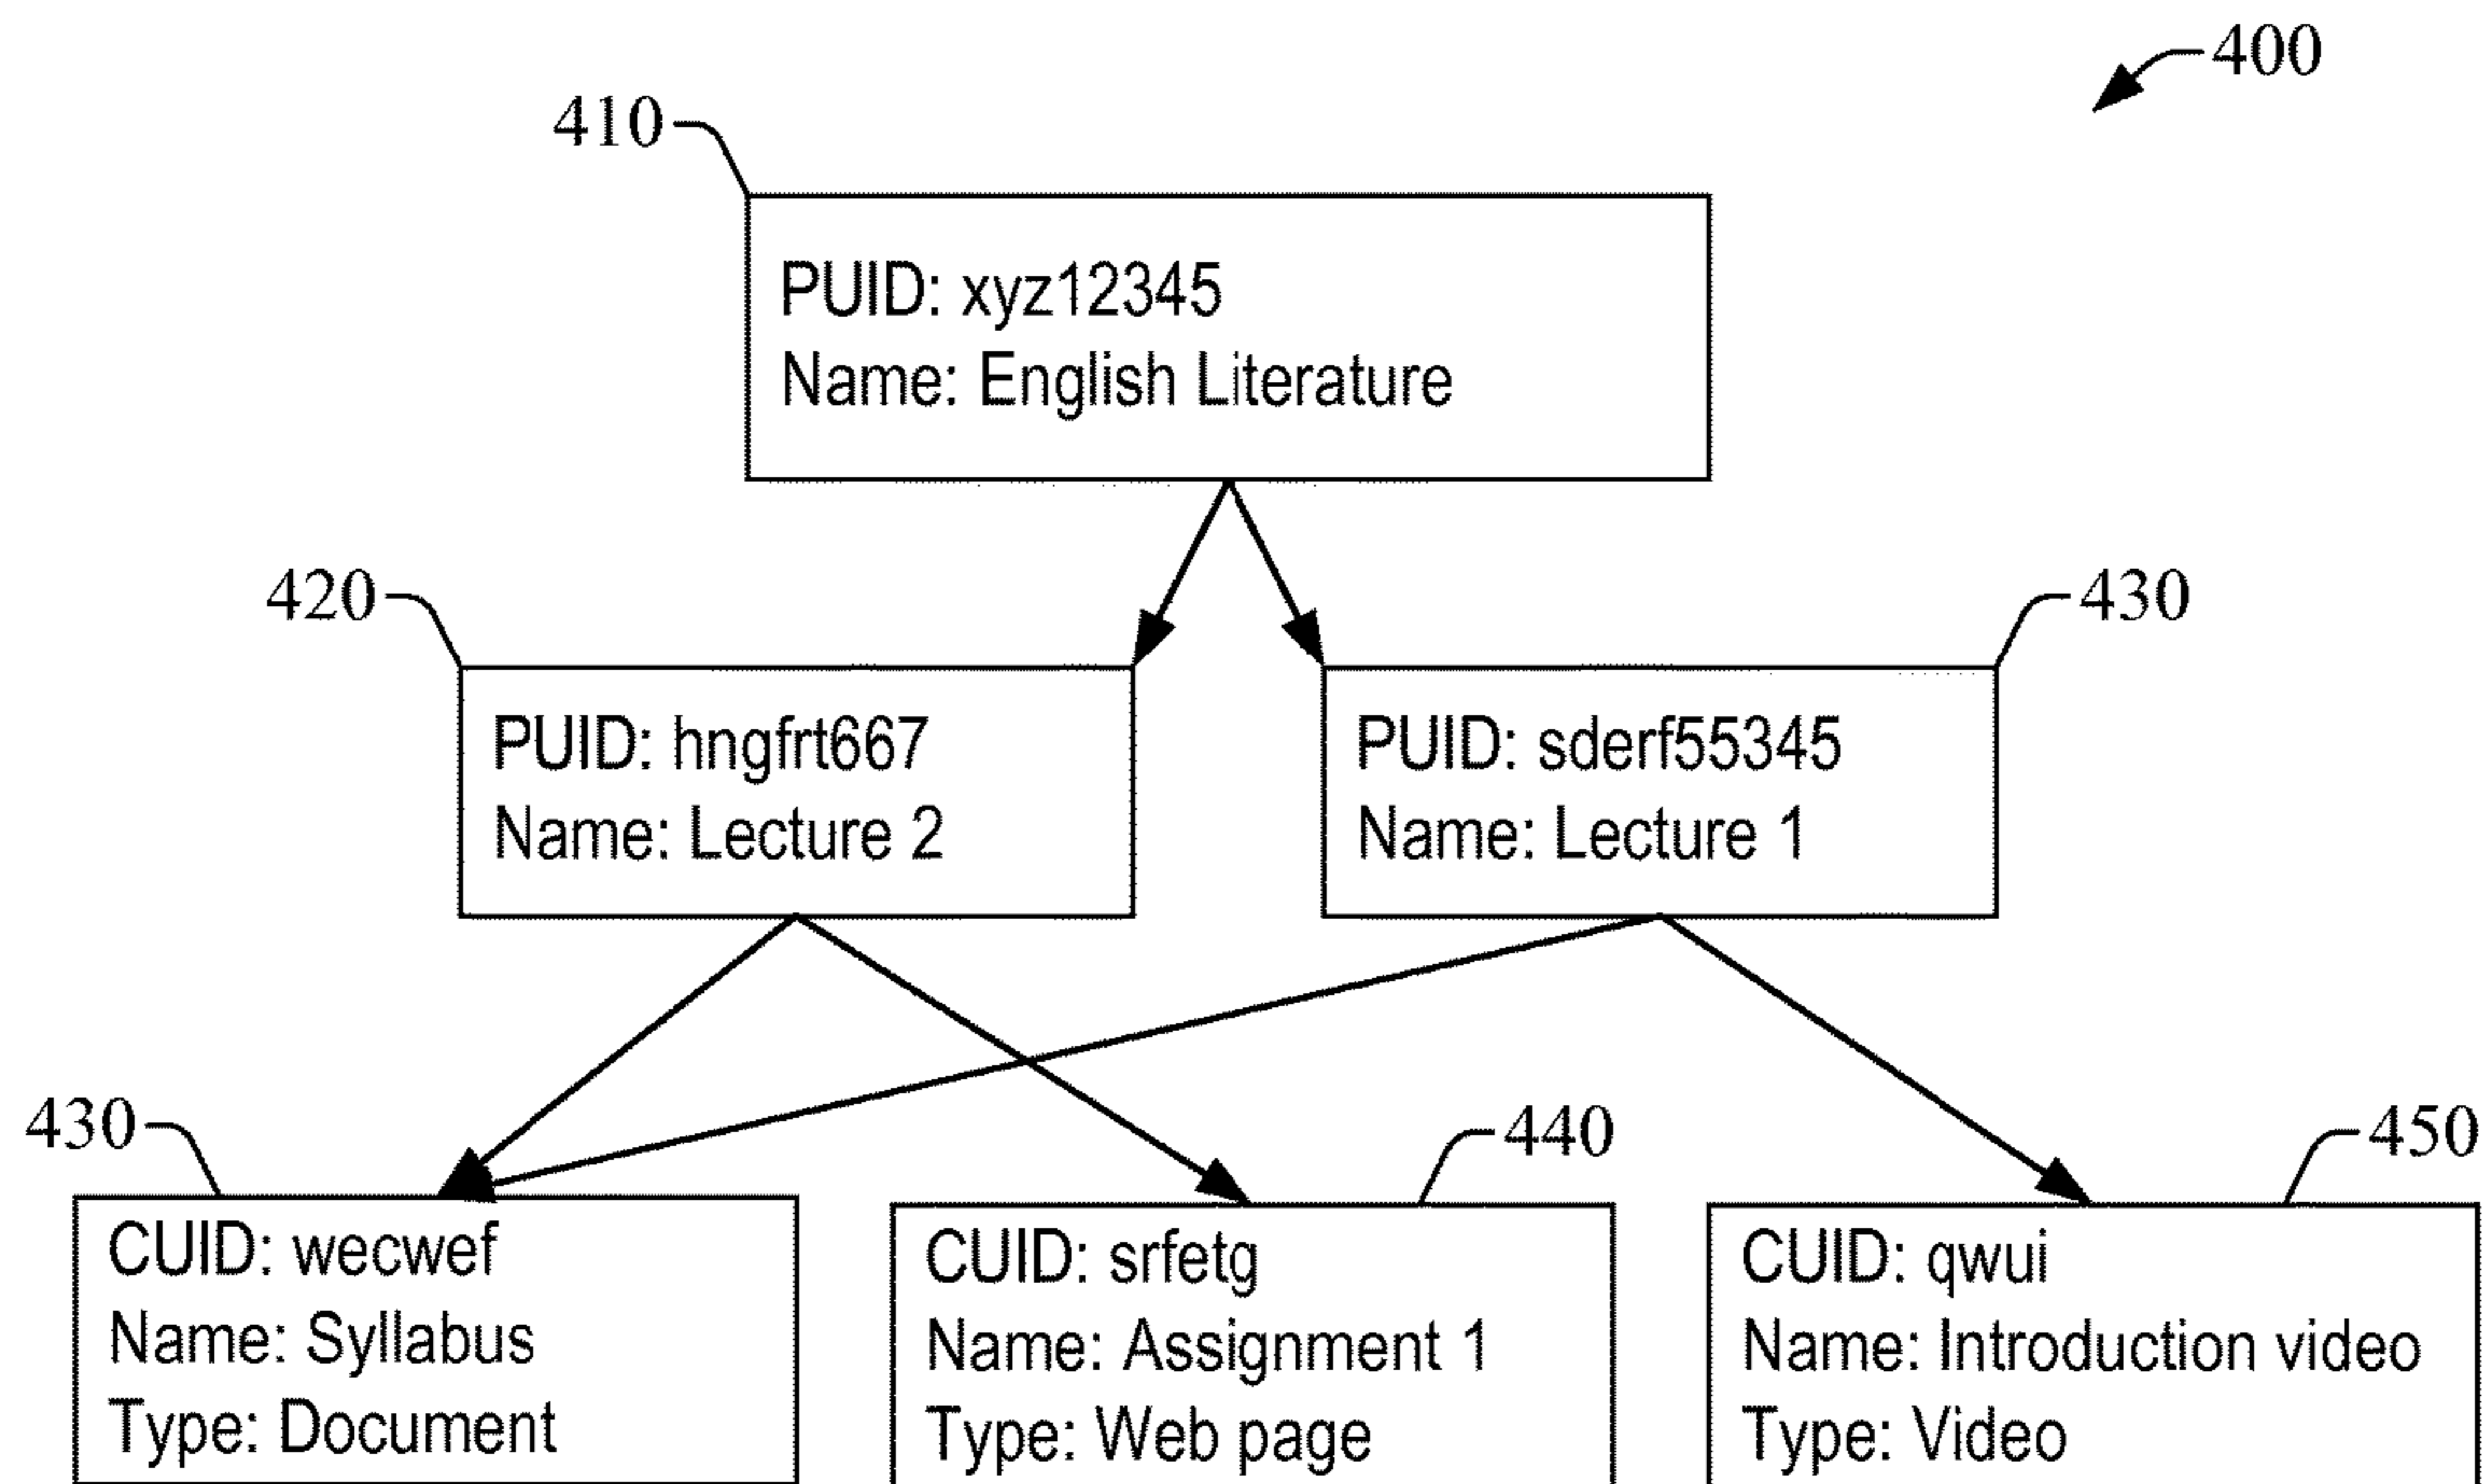 400
410
PUID: xyz12345
Name: English Literature
420
430
PUID: hngfrt667
Name: Lecture 2
PUID: sderf55345
Name: Lecture 1
430
440
450
CUID: wecwef
Name: Syllabus
Type: Document
CUID: srfetg
Name: Assignment 1
Type: Web page
CUID: qwui
Name: Introduction video
Type: Video